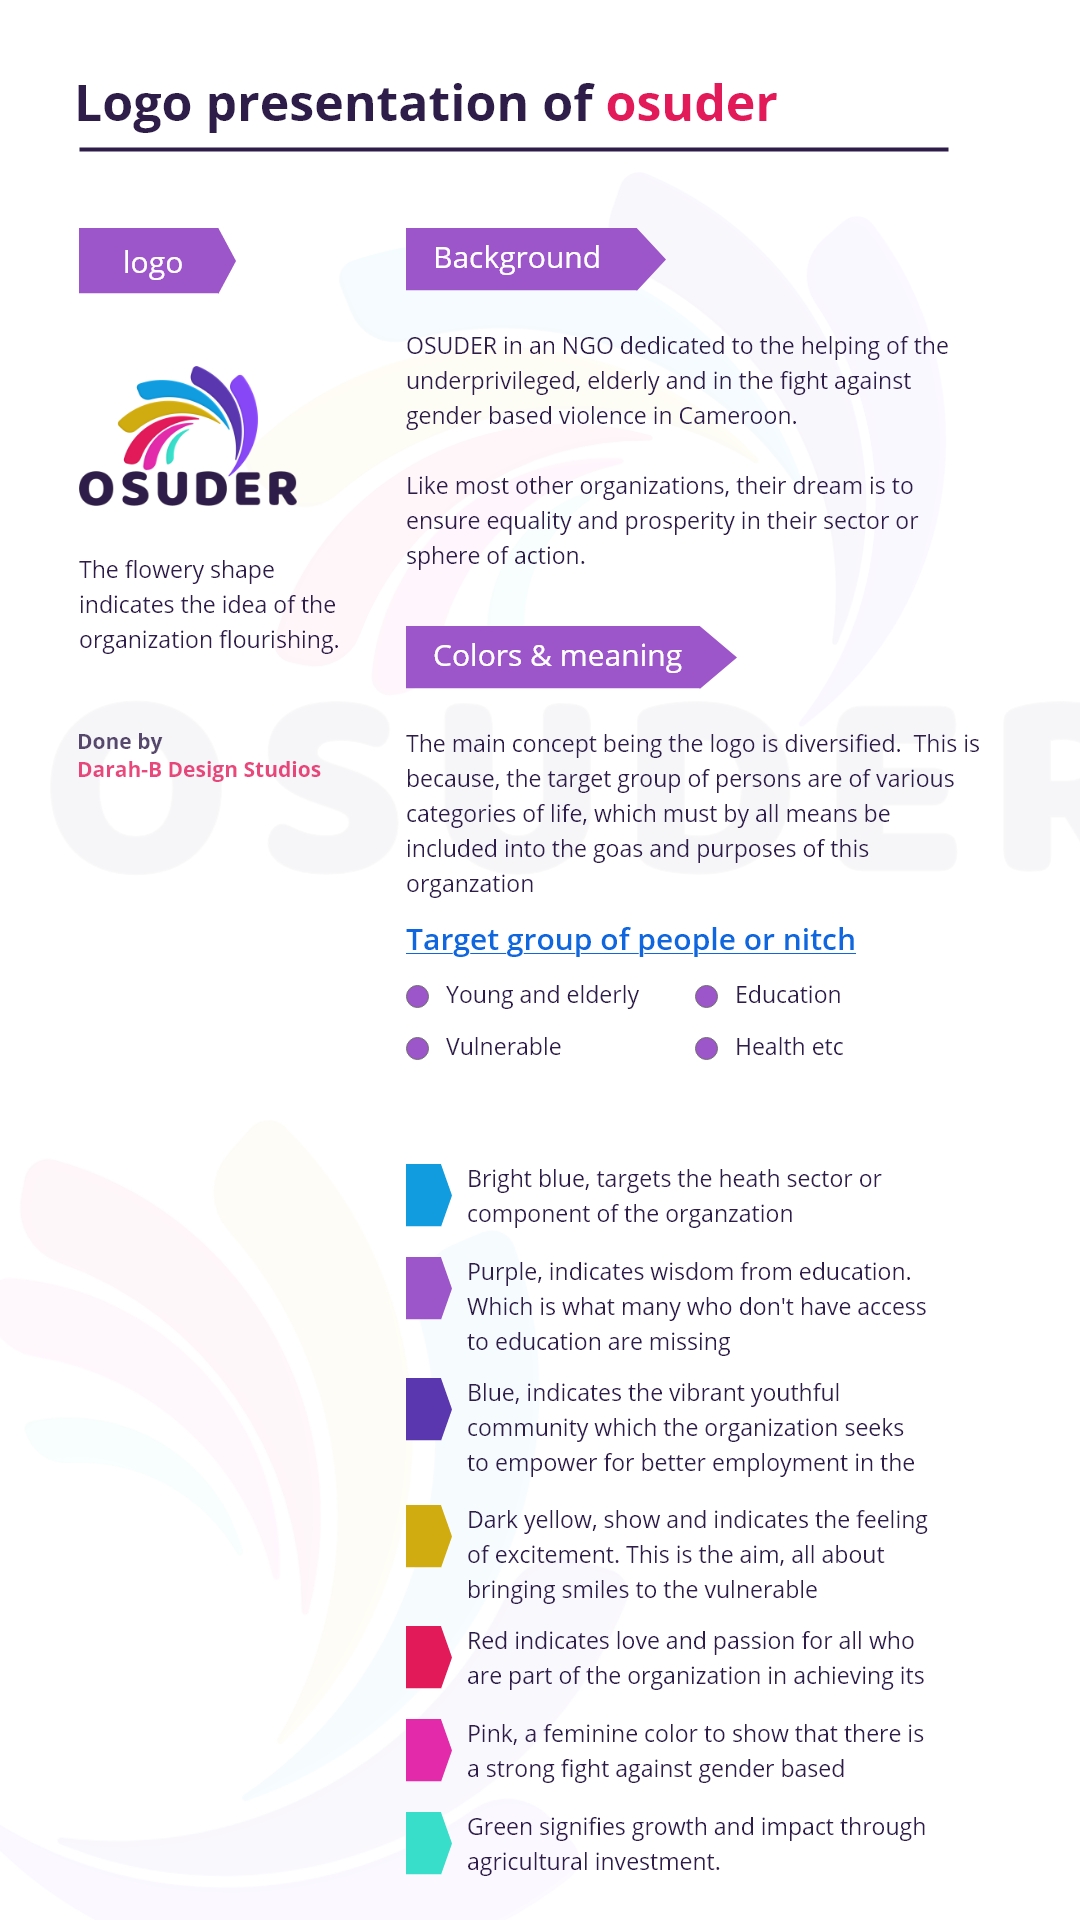 Logo presentation of osuder
logo
OSUDER
The flowery shape
indicates the idea of the
organization flourishing.
Done by
Darah-B Design Studios
Background
OSUDER in an NGO dedicated to the helping of the
underprivileged, elderly and in the fight against
gender based violence in Cameroon.
Like most other organizations, their dream is to
ensure equality and prosperity in their sector or
sphere of action.
Colors & meaning
The main concept being the logo is diversified.  This is
because, the target group of persons are of various
categories of life, which must by all means be
included into the goas and purposes of this
organzation
OSUDER
Target group of people or nitch
Young and elderly
Education
Vulnerable
Health etc
Bright blue, targets the heath sector or
component of the organzation
Purple, indicates wisdom from education.
Which is what many who don't have access
to education are missing
Blue, indicates the vibrant youthful
community which the organization seeks
to empower for better employment in the
Dark yellow, show and indicates the feeling
of excitement. This is the aim, all about
bringing smiles to the vulnerable
Red indicates love and passion for all who
are part of the organization in achieving its
Pink, a feminine color to show that there is
a strong fight against gender based
Green signifies growth and impact through
agricultural investment.